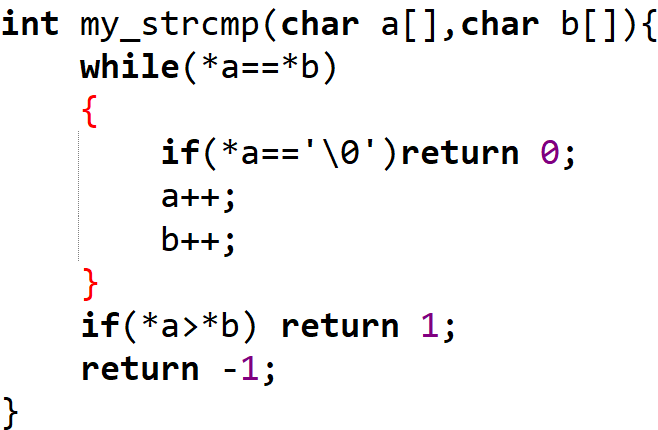 int my_strcmp(char a[],char b[]){
    while(*a==*b)
    {
        if(*a=='\0')return 0;
        a++;
        b++;
    }
    if(*a>*b) return 1;
    return -1;
}